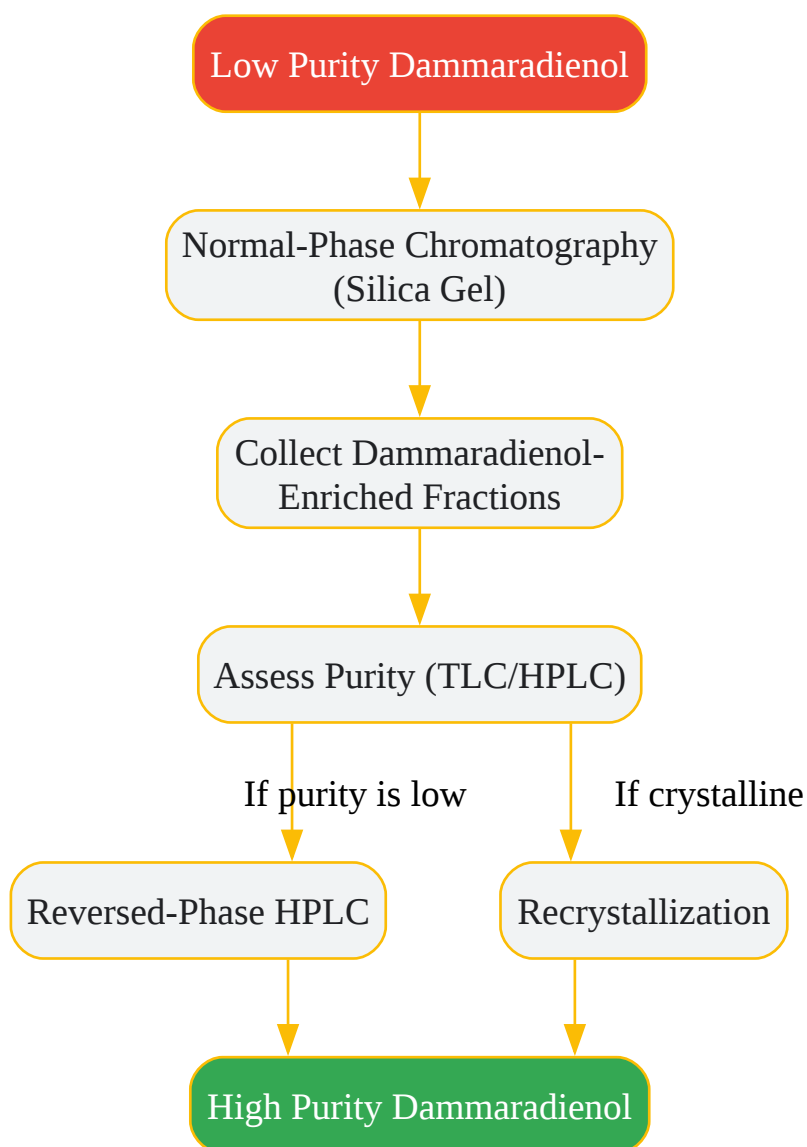 Low Purity Dammaradienol
Normal-Phase Chromatography
(Silica Gel)
Collect Dammaradienol-
Enriched Fractions
Assess Purity (TLC/HPLC)
If purity is low
If crystalline
Reversed-Phase HPLC
Recrystallization
High Purity Dammaradienol